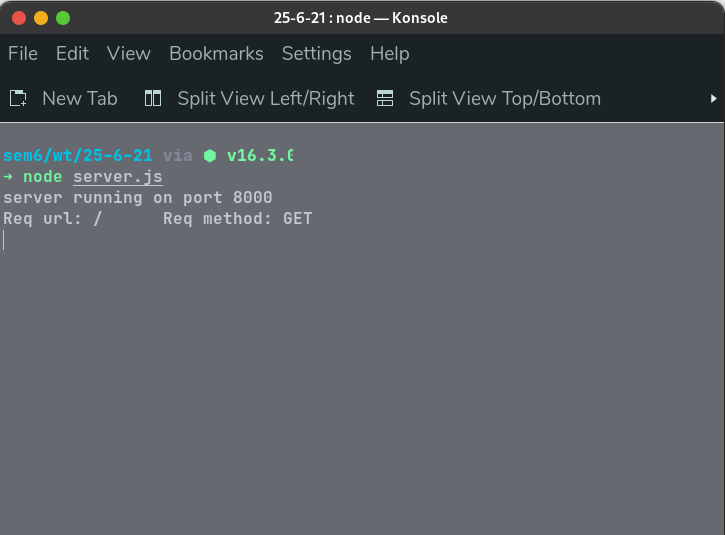 25-6-21 : node — Konsole
File Edit View Bookmarks Settings Help
New Tab Split View Left/Right Split View Top/Bottom
sem6/wt/25-6-21 via ⬢ v16.3.0
➜ node server.js
server running on port 8000
Req url: / Req method: GET